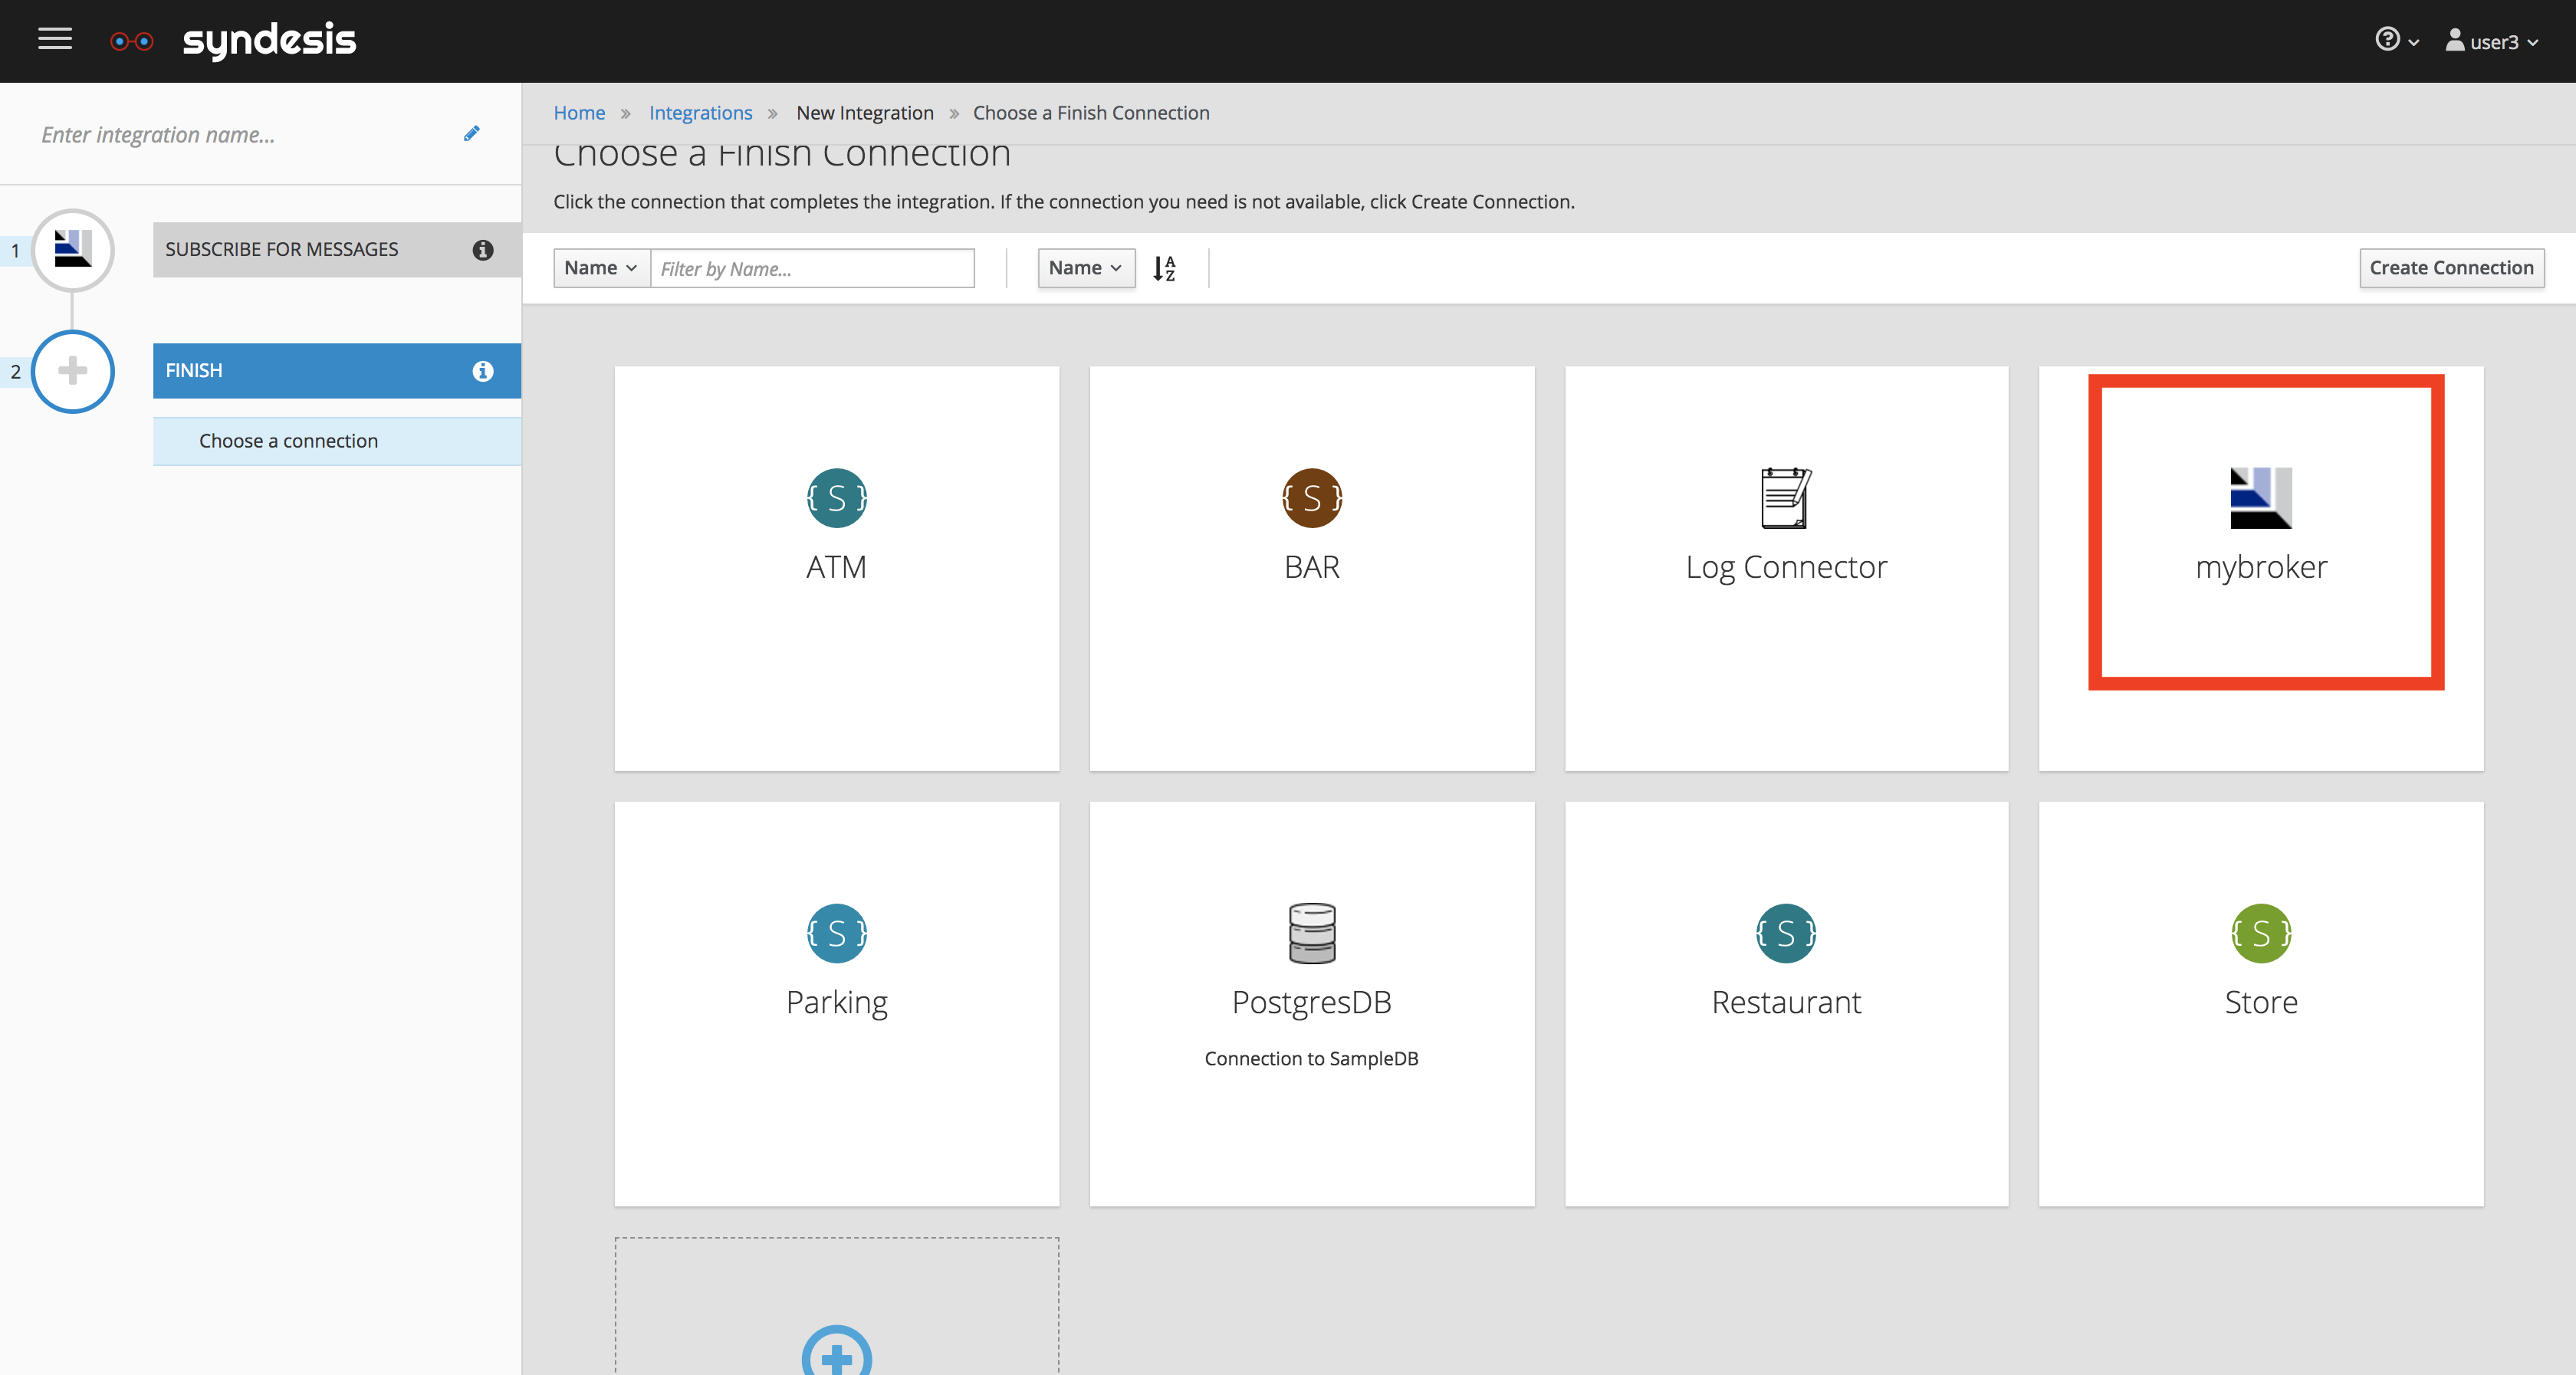 syndesis
user3
Enter integration name...
Home » Integrations » New Integration » Choose a Finish Connection
Choose a Finish Connection
Click the connection that completes the integration. If the connection you need is not available, click Create Connection.
1 SUBSCRIBE FOR MESSAGES
Name Filter by Name... Name A Z Create Connection
2 FINISH
Choose a connection
{ S } { S }
ATM BAR Log Connector mybroker
{ S } { S } { S }
Parking PostgresDB Restaurant Store
Connection to SampleDB